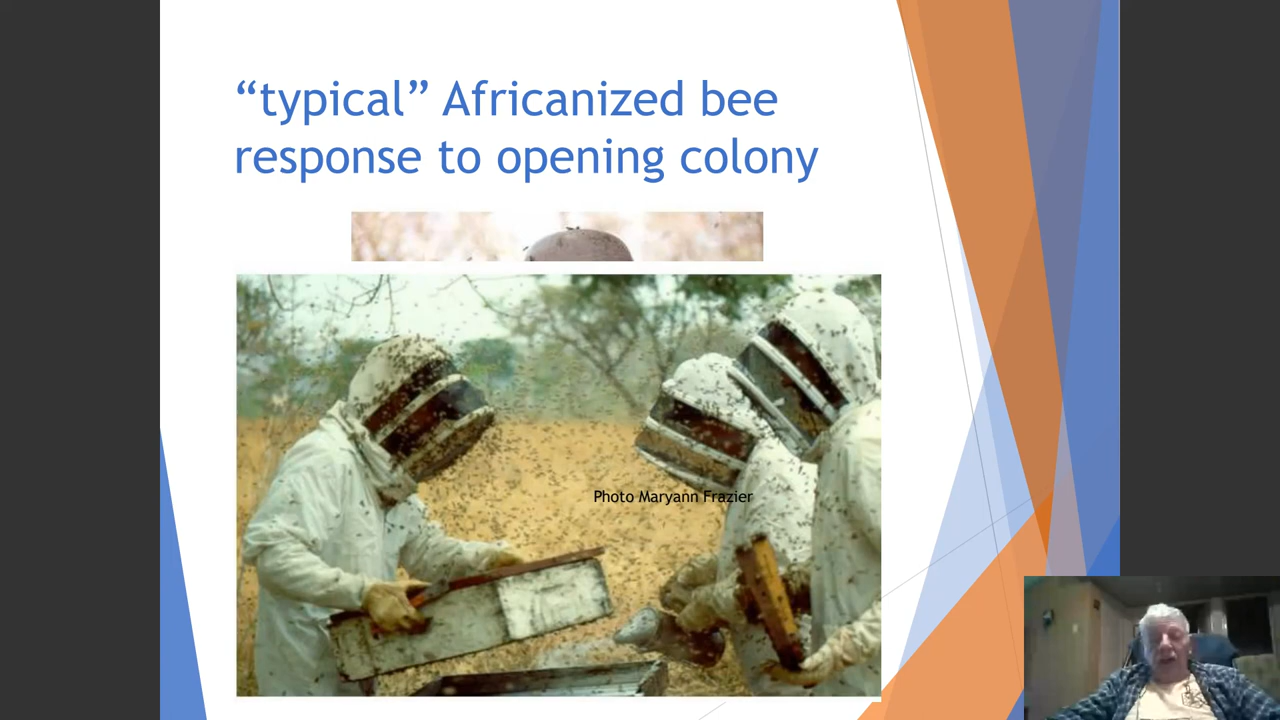 “typical” Africanized bee
response to opening colony
Photo Maryann Frazier